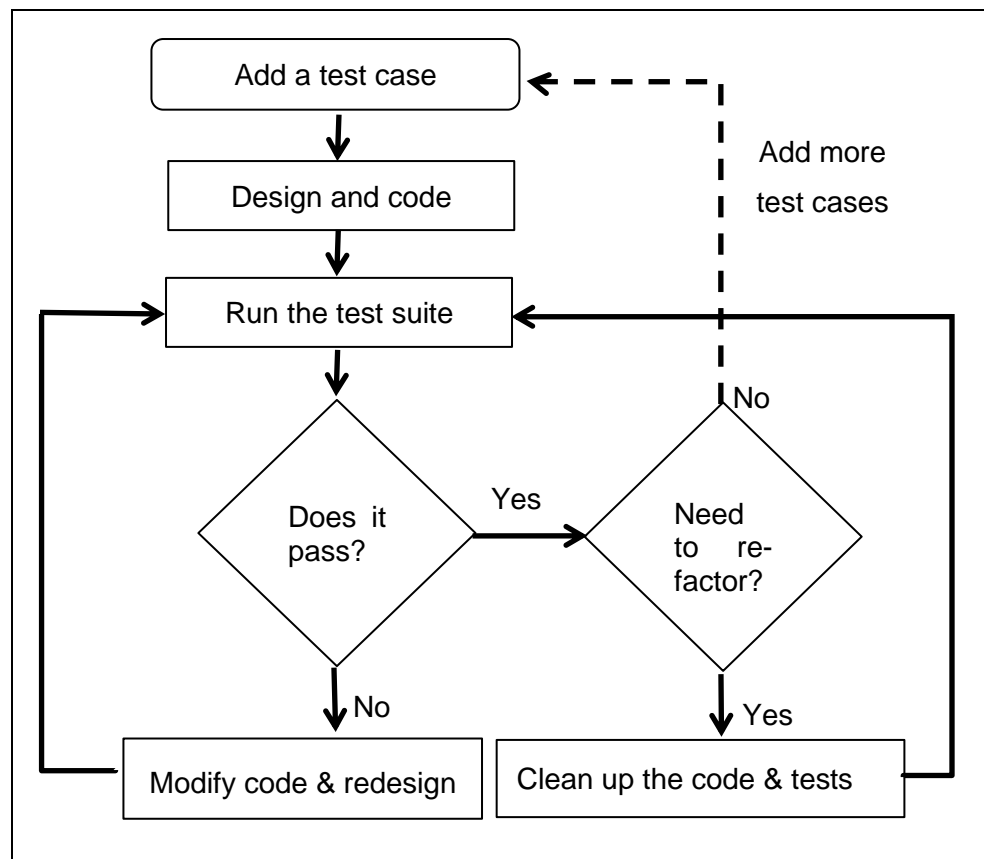 Add a test case
Add more
test cases
Design and code
Run the test suite
No
Does it
pass?
Yes
Need
to re-
factor?
No
Yes
Modify code & redesign
Clean up the code & tests